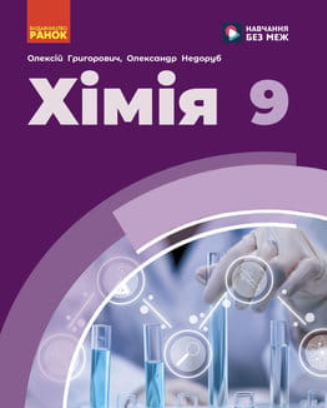 ВИДАВНИЦТВО
РАНОК
НАВЧАННЯ
БЕЗ МЕЖ
Олексій Григорович, Олександр Недоруб
Хімія 9